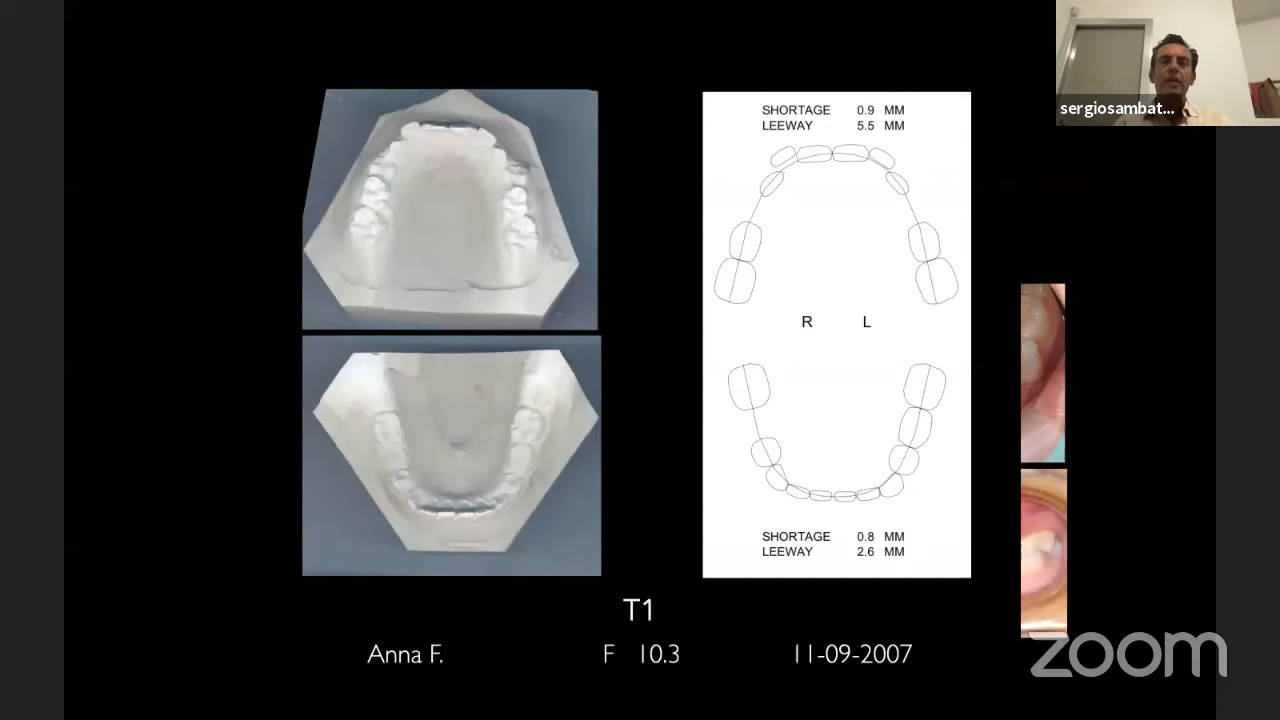 sergiosambat...
SHORTAGE 0.9 MM
LEEWAY 5.5 MM
R L
SHORTAGE 0.8 MM
LEEWAY 2.6 MM
T1
Anna F. F 10.3 11-09-2007
zoom